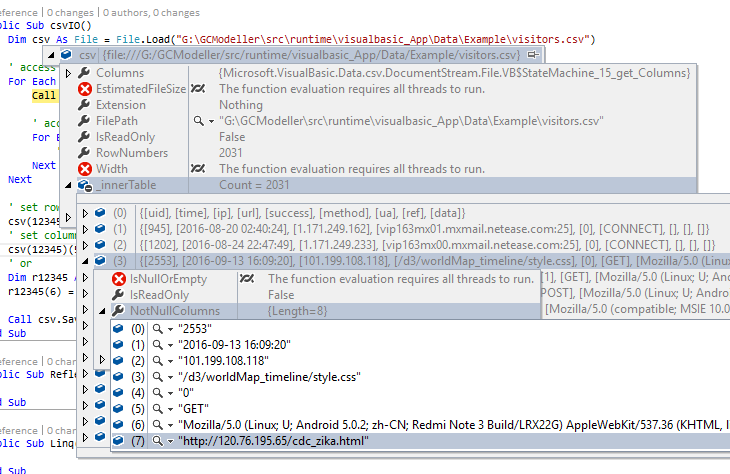 eference | 0 changes | 0 authors, 0 changes
blic Sub csvIO()
Dim csv As File = File.Load("G:\GCModeller\src\runtime\visualbasic_App\Data\Example\visitors.csv")
csv {file:///G:/GCModeller/src/runtime/visualbasic_App/Data/Example/visitors.csv}
' access
Columns {Microsoft.VisualBasic.Data.csv.DocumentStream.File.VB$StateMachine_15_get_Columns}
For Each
EstimatedFileSize The function evaluation requires all threads to run.
Call
Extension Nothing
' acc
FilePath "G:\GCModeller\src\runtime\visualbasic_App\Data\Example\visitors.csv"
For E
IsReadOnly False
RowNumbers 2031
Next
Width The function evaluation requires all threads to run.
Next
_innerTable Count = 2031
' set row
(0) {[uid], [time], [ip], [url], [success], [method], [ua], [ref], [data]}
csv(12345
(1) {[945], [2016-08-20 02:40:24], [1.171.249.162], [vip163mx01.mxmail.netease.com:25], [0], [CONNECT], [], [], []}
' set colum
(2) {[1202], [2016-08-24 22:47:49], [1.171.249.233], [vip163mx00.mxmail.netease.com:25], [0], [CONNECT], [], [], []}
csv(12345)(
(3) {[2553], [2016-09-13 16:09:20], [101.199.108.118], [/d3/worldMap_timeline/style.css], [0], [GET], [Mozilla/5.0 (Linux;
' or
IsNullOrEmpty The function evaluation requires all threads to run.
1], [GET], [Mozilla/5.0 (Linux; U
Dim r12345 A
IsReadOnly False
POST], [Mozilla/5.0 (Linux; U; Andro
r12345(6) =
NotNullColumns {Length=8}
[Mozilla/5.0 (compatible; MSIE 10.0
(0) "2553"
Call csv.Sav
(1) "2016-09-13 16:09:20"
d Sub
(2) "101.199.108.118"
eference
(3) "/d3/worldMap_timeline/style.css"
blic Sub Refle
(4) "0"
(5) "GET"
d Sub
(6) "Mozilla/5.0 (Linux; U; Android 5.0.2; zh-CN; Redmi Note 3 Build/LRX22G) AppleWebKit/537.36 (KHTML, l
eference
(7) "http://120.76.195.65/cdc_zika.html"
blic Sub Linq
d Sub